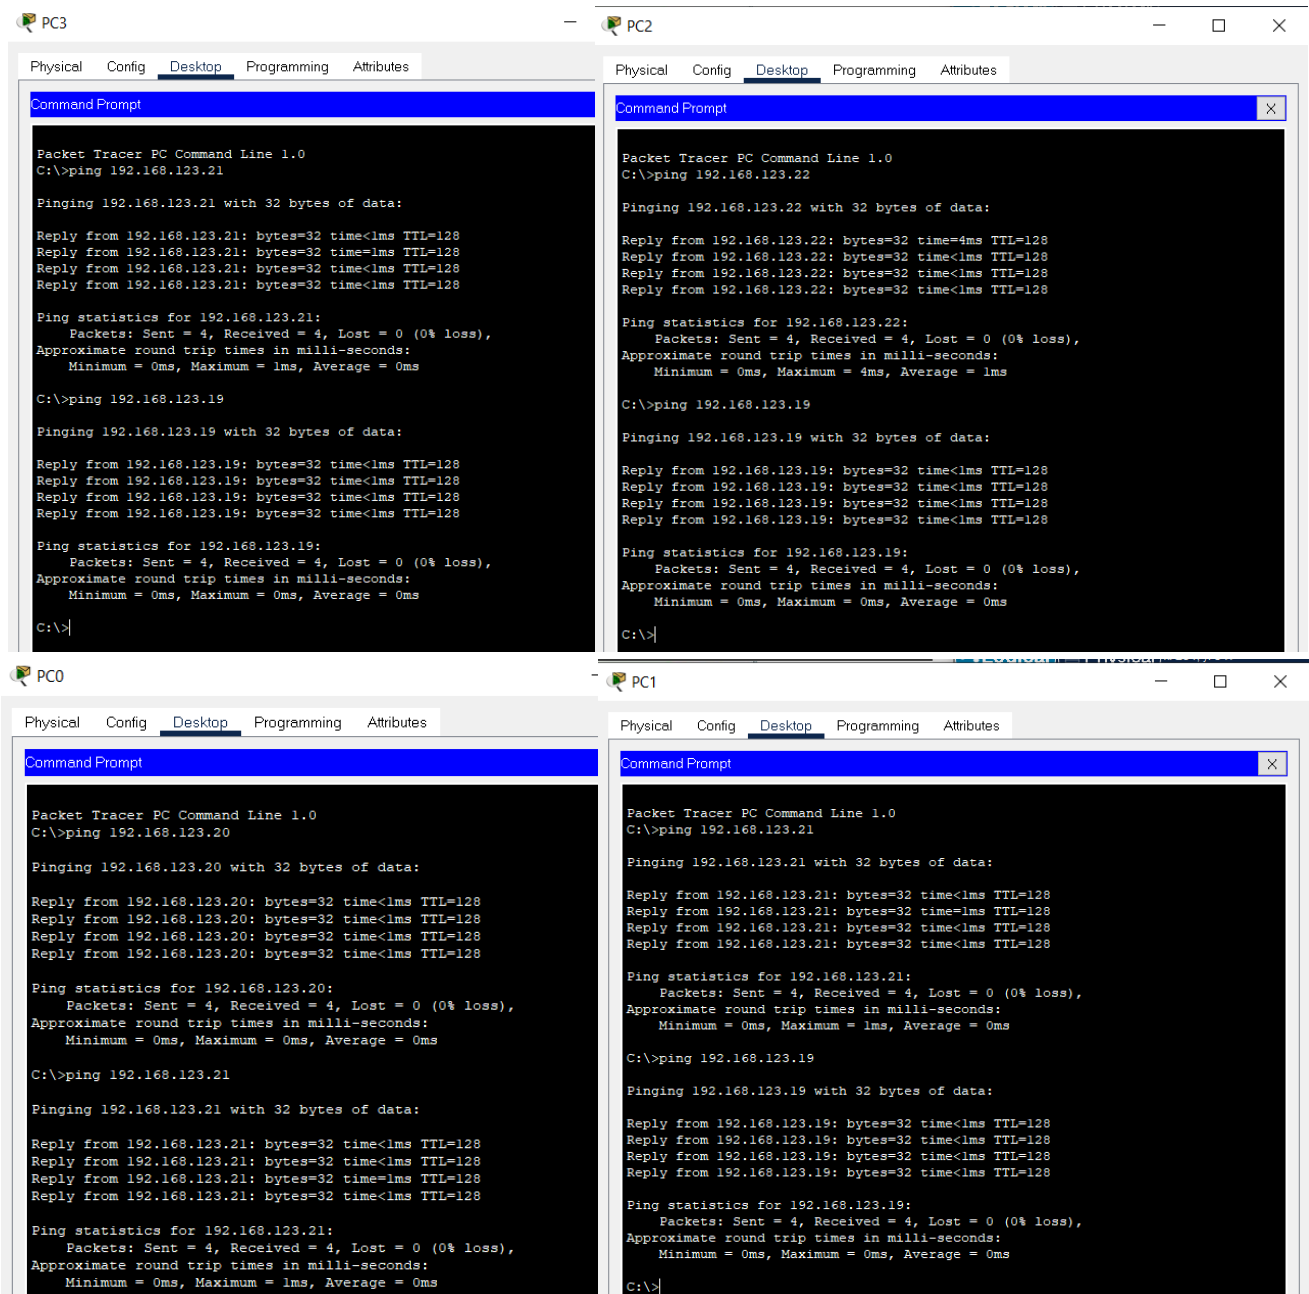 PC3
Physical Config Desktop Programming Attributes
Command Prompt
Packet Tracer PC Command Line 1.0
C:\>ping 192.168.123.21
Pinging 192.168.123.21 with 32 bytes of data:
Reply from 192.168.123.21: bytes=32 time<1ms TTL=128
Reply from 192.168.123.21: bytes=32 time=1ms TTL=128
Reply from 192.168.123.21: bytes=32 time<1ms TTL=128
Reply from 192.168.123.21: bytes=32 time<1ms TTL=128
Ping statistics for 192.168.123.21:
Packets: Sent = 4, Received = 4, Lost = 0 (0% loss),
Approximate round trip times in milli-seconds:
Minimum = 0ms, Maximum = 1ms, Average = 0ms
C:\>ping 192.168.123.19
Pinging 192.168.123.19 with 32 bytes of data:
Reply from 192.168.123.19: bytes=32 time<1ms TTL=128
Reply from 192.168.123.19: bytes=32 time<1ms TTL=128
Reply from 192.168.123.19: bytes=32 time<1ms TTL=128
Reply from 192.168.123.19: bytes=32 time<1ms TTL=128
Ping statistics for 192.168.123.19:
Packets: Sent = 4, Received = 4, Lost = 0 (0% loss),
Approximate round trip times in milli-seconds:
Minimum = 0ms, Maximum = 0ms, Average = 0ms
C:\>
PC2
Physical Config Desktop Programming Attributes
Command Prompt
X
Packet Tracer PC Command Line 1.0
C:\>ping 192.168.123.22
Pinging 192.168.123.22 with 32 bytes of data:
Reply from 192.168.123.22: bytes=32 time=4ms TTL=128
Reply from 192.168.123.22: bytes=32 time<1ms TTL=128
Reply from 192.168.123.22: bytes=32 time<1ms TTL=128
Reply from 192.168.123.22: bytes=32 time<1ms TTL=128
Ping statistics for 192.168.123.22:
Packets: Sent = 4, Received = 4, Lost = 0 (0% loss),
Approximate round trip times in milli-seconds:
Minimum = 0ms, Maximum = 4ms, Average = 1ms
C:\>ping 192.168.123.19
Pinging 192.168.123.19 with 32 bytes of data:
Reply from 192.168.123.19: bytes=32 time<1ms TTL=128
Reply from 192.168.123.19: bytes=32 time<1ms TTL=128
Reply from 192.168.123.19: bytes=32 time<1ms TTL=128
Reply from 192.168.123.19: bytes=32 time<1ms TTL=128
Ping statistics for 192.168.123.19:
Packets: Sent = 4, Received = 4, Lost = 0 (0% loss),
Approximate round trip times in milli-seconds:
Minimum = 0ms, Maximum = 0ms, Average = 0ms
C:\>
PC0
Physical Config Desktop Programming Attributes
Command Prompt
Packet Tracer PC Command Line 1.0
C:\>ping 192.168.123.20
Pinging 192.168.123.20 with 32 bytes of data:
Reply from 192.168.123.20: bytes=32 time<1ms TTL=128
Reply from 192.168.123.20: bytes=32 time<1ms TTL=128
Reply from 192.168.123.20: bytes=32 time<1ms TTL=128
Reply from 192.168.123.20: bytes=32 time<1ms TTL=128
Ping statistics for 192.168.123.20:
Packets: Sent = 4, Received = 4, Lost = 0 (0% loss),
Approximate round trip times in milli-seconds:
Minimum = 0ms, Maximum = 0ms, Average = 0ms
C:\>ping 192.168.123.21
Pinging 192.168.123.21 with 32 bytes of data:
Reply from 192.168.123.21: bytes=32 time<1ms TTL=128
Reply from 192.168.123.21: bytes=32 time<1ms TTL=128
Reply from 192.168.123.21: bytes=32 time=1ms TTL=128
Reply from 192.168.123.21: bytes=32 time<1ms TTL=128
Ping statistics for 192.168.123.21:
Packets: Sent = 4, Received = 4, Lost = 0 (0% loss),
Approximate round trip times in milli-seconds:
Minimum = 0ms, Maximum = 1ms, Average = 0ms
PC1
Physical Config Desktop Programming Attributes
Command Prompt
X
Packet Tracer PC Command Line 1.0
C:\>ping 192.168.123.21
Pinging 192.168.123.21 with 32 bytes of data:
Reply from 192.168.123.21: bytes=32 time<1ms TTL=128
Reply from 192.168.123.21: bytes=32 time=1ms TTL=128
Reply from 192.168.123.21: bytes=32 time<1ms TTL=128
Reply from 192.168.123.21: bytes=32 time<1ms TTL=128
Ping statistics for 192.168.123.21:
Packets: Sent = 4, Received = 4, Lost = 0 (0% loss),
Approximate round trip times in milli-seconds:
Minimum = 0ms, Maximum = 1ms, Average = 0ms
C:\>ping 192.168.123.19
Pinging 192.168.123.19 with 32 bytes of data:
Reply from 192.168.123.19: bytes=32 time<1ms TTL=128
Reply from 192.168.123.19: bytes=32 time<1ms TTL=128
Reply from 192.168.123.19: bytes=32 time<1ms TTL=128
Reply from 192.168.123.19: bytes=32 time<1ms TTL=128
Ping statistics for 192.168.123.19:
Packets: Sent = 4, Received = 4, Lost = 0 (0% loss),
Approximate round trip times in milli-seconds:
Minimum = 0ms, Maximum = 0ms, Average = 0ms
C:\>